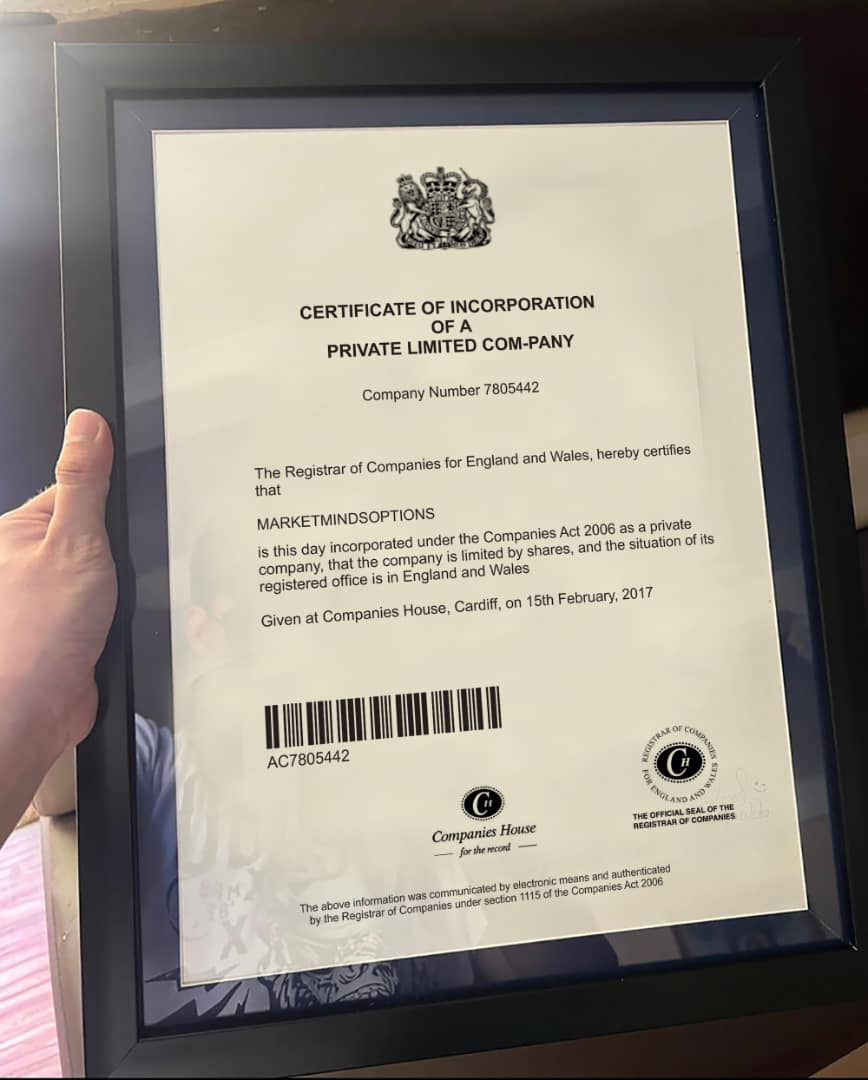 CERTIFICATE OF INCORPORATION
OF A
PRIVATE LIMITED COM-PANY
Company Number 7805442
The Registrar of Companies for England and Wales, hereby certifies
that
MARKETMINDSOPTIONS
is this day incorporated under the Companies Act 2006 as a private
company, that the company is limited by shares, and the situation of its
registered office is in England and Wales
Given at Companies House, Cardiff, on 15th February, 2017
AC7805442
CH
Companies House
for the record
REGISTRAR OF COMPANIES
FOR ENGLAND AND WALES
CH
THE OFFICIAL SEAL OF THE
REGISTRAR OF COMPANIES
The above information was communicated by electronic means and authenticated
by the Registrar of Companies under section 1115 of the Companies Act 2006